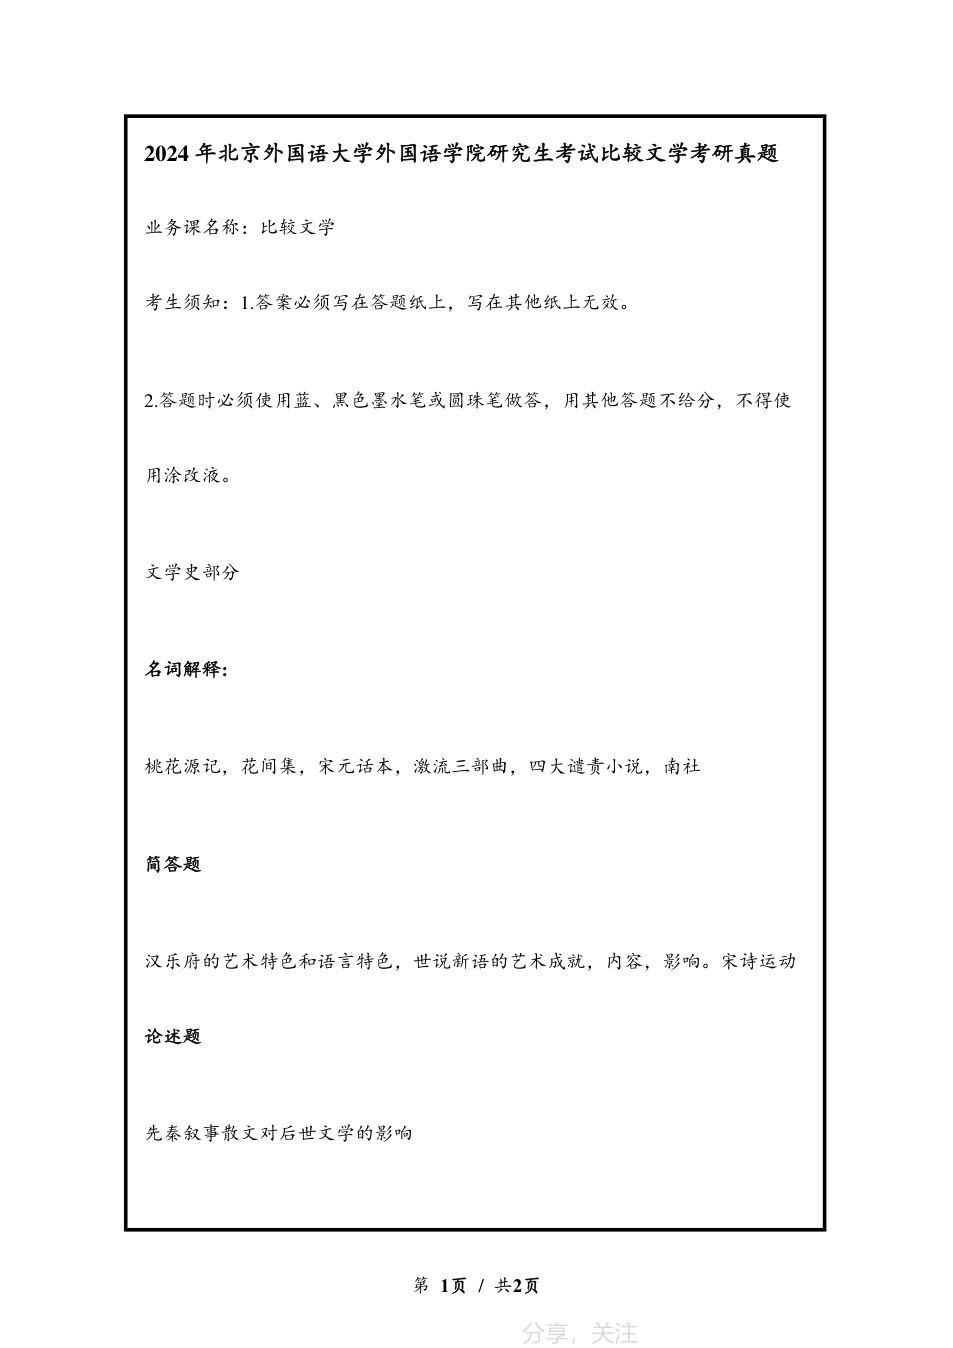 2024 年北京外国语大学外国语学院研究生考试比较文学考研真题
业务课名称：比较文学
考生须知：1.答案必须写在答题纸上，写在其他纸上无效。
2.答题时必须使用蓝、黑色墨水笔或圆珠笔做答，用其他答题不给分，不得使
用涂改液。
文学史部分
名词解释：
桃花源记，花间集，宋元话本，激流三部曲，四大谴责小说，南社
简答题
汉乐府的艺术特色和语言特色，世说新语的艺术成就，内容，影响。宋诗运动
论述题
先秦叙事散文对后世文学的影响
第 1页 / 共2页
分享，关注